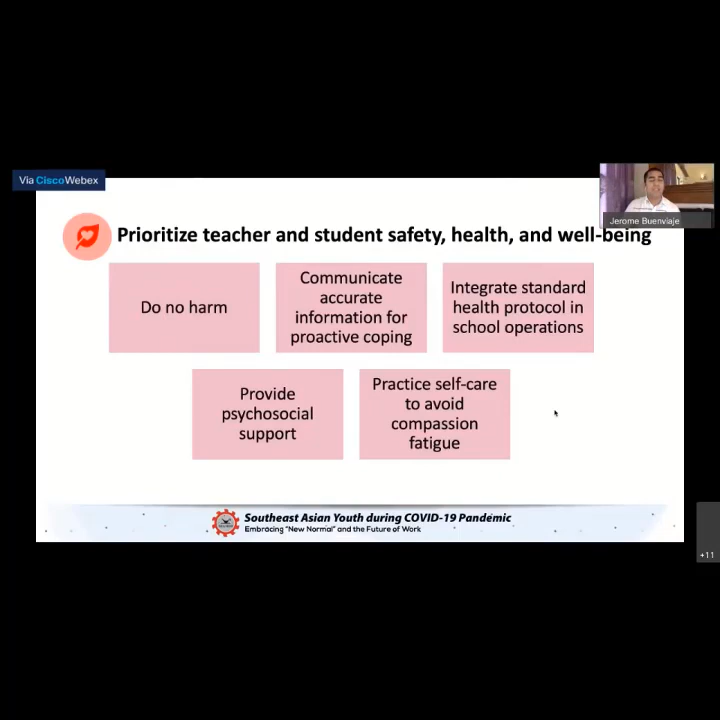 Via Cisco Webex
Jerome Buenviaje
Prioritize teacher and student safety, health, and well-being
Do no harm
Communicate
accurate
information for
proactive coping
Integrate standard
health protocol in
school operations
Provide
psychosocial
support
Practice self-care
to avoid
compassion
fatigue
Southeast Asian Youth during COVID-19 Pandemic
Embracing "New Normal" and the Future of Work
+11